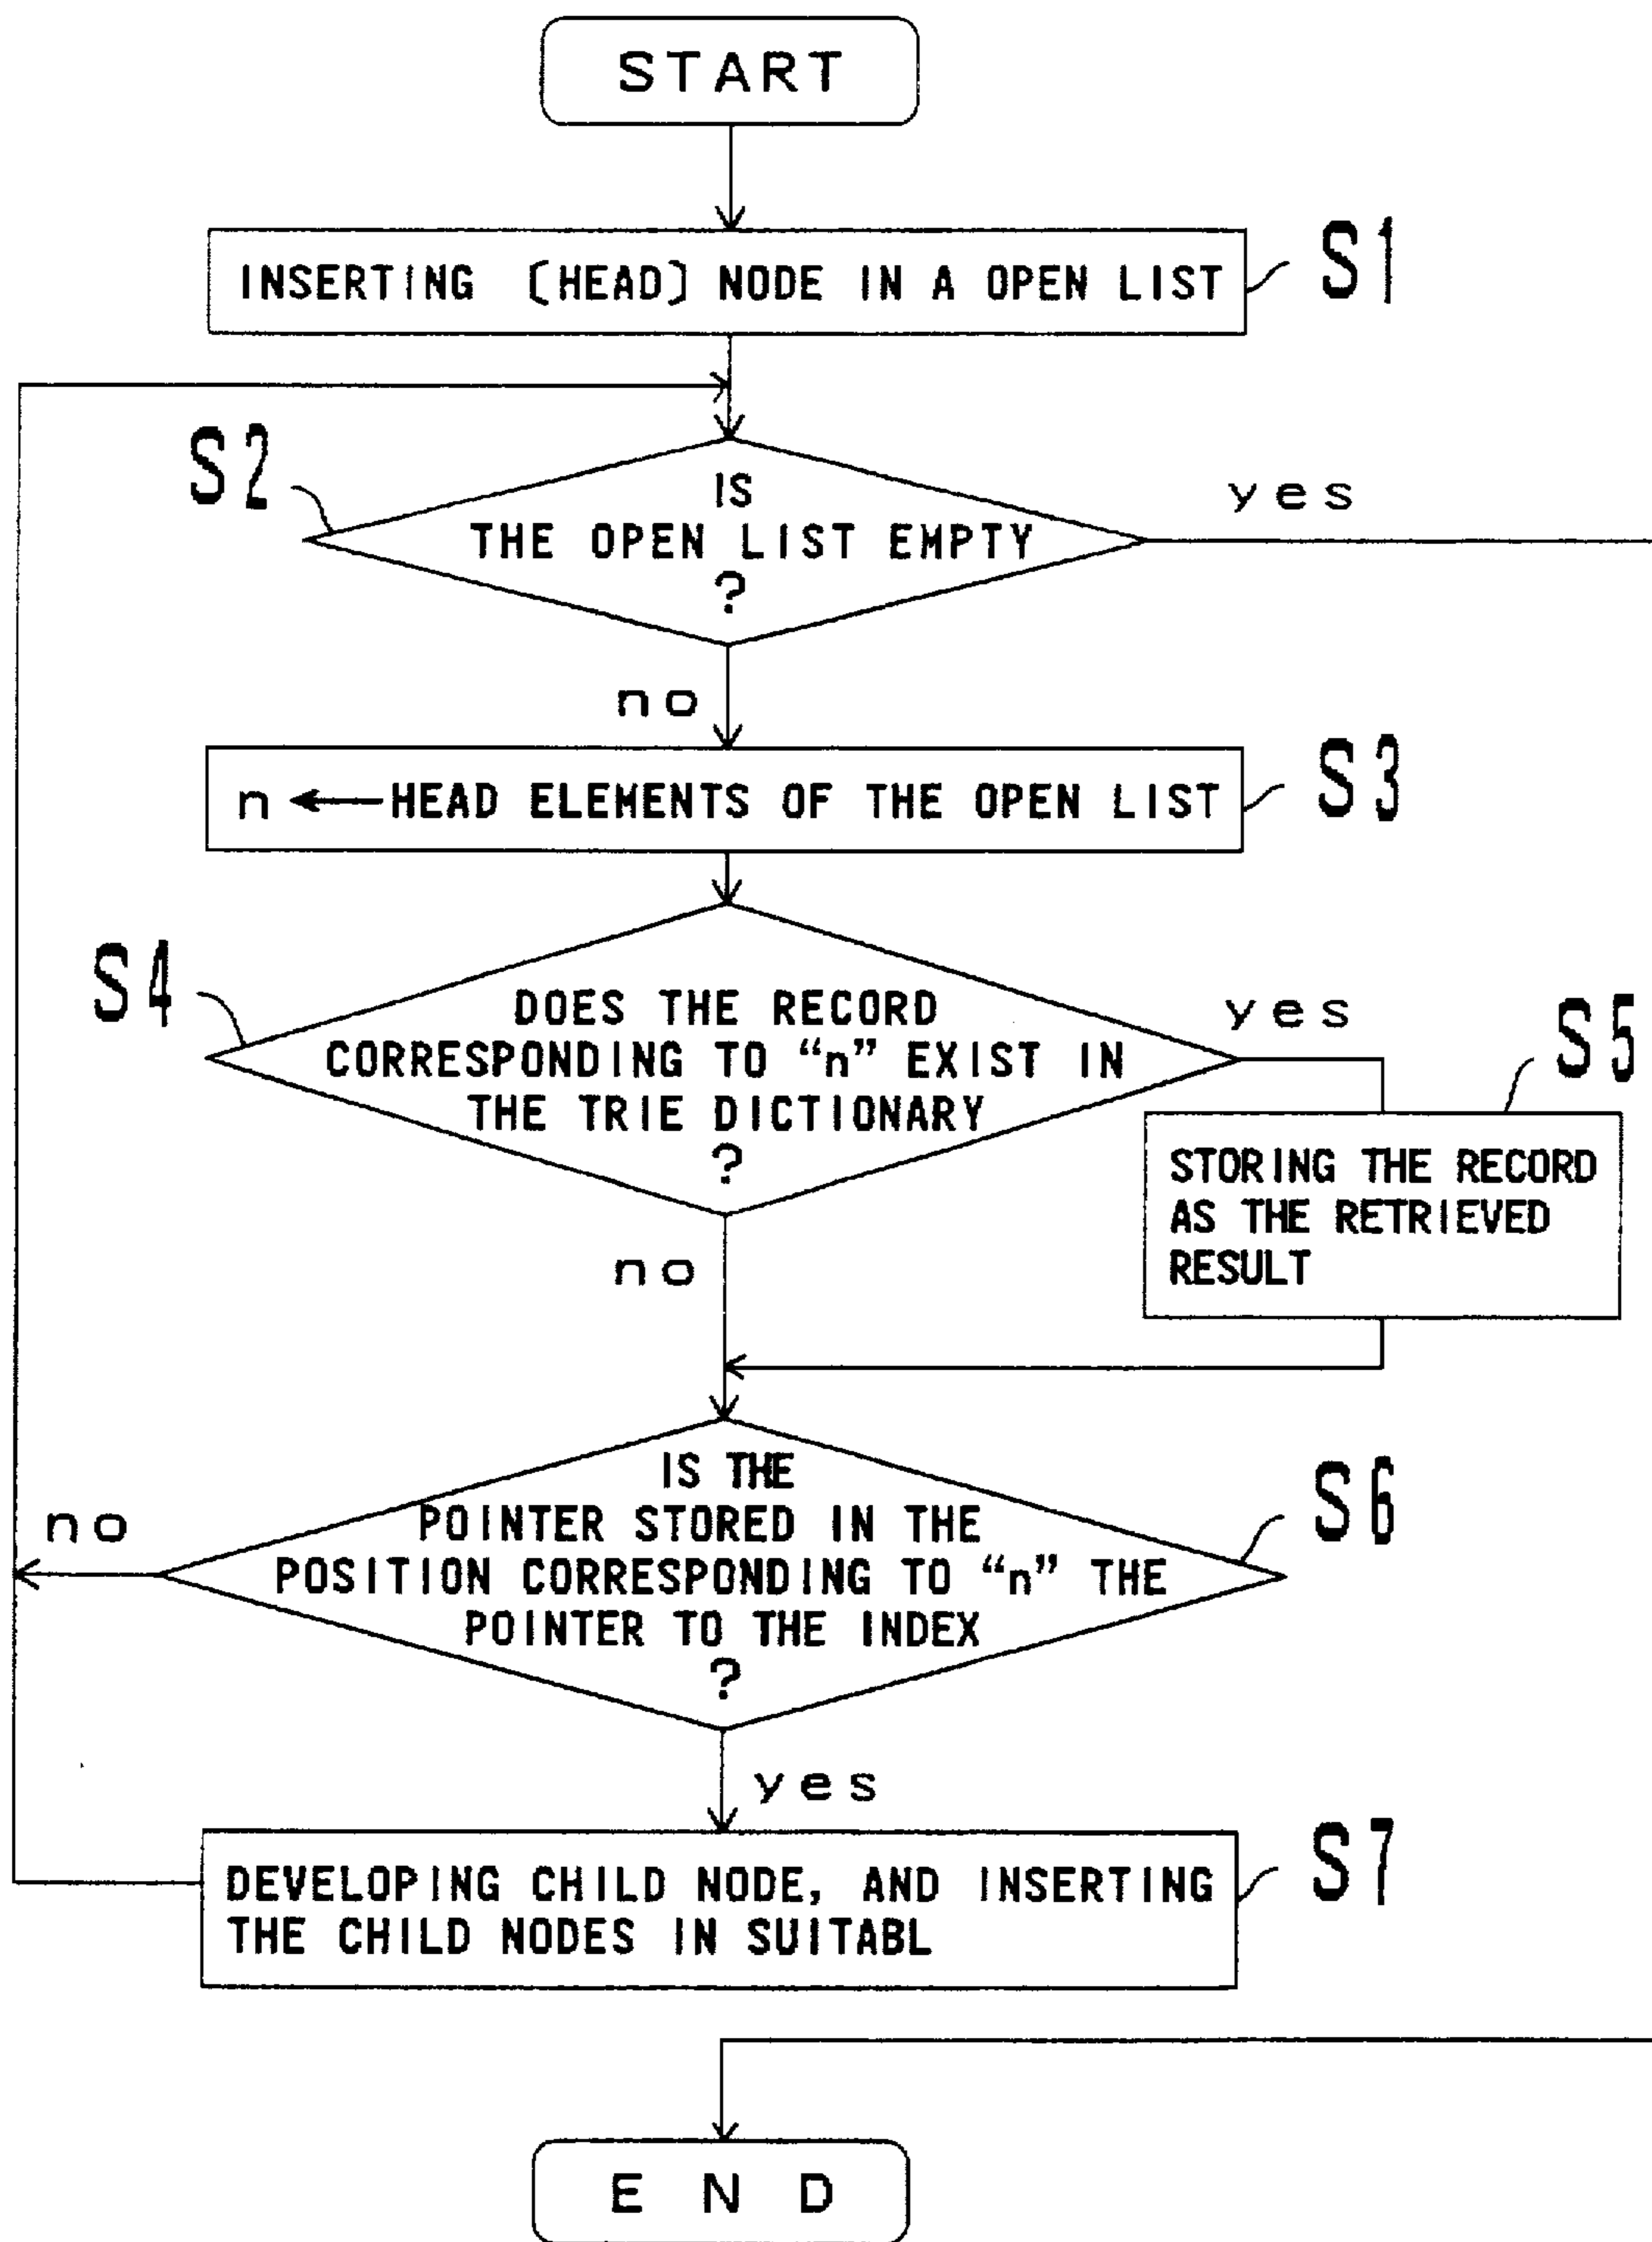 START
INSERTING [HEAD] NODE IN A OPEN LIST
S1
S2
IS
THE OPEN LIST EMPTY
?
yes
no
n ← HEAD ELEMENTS OF THE OPEN LIST
S3
S4
DOES THE RECORD
CORRESPONDING TO “n” EXIST IN
THE TRIE DICTIONARY
?
yes
S5
STORING THE RECORD
AS THE RETRIEVED
RESULT
no
IS THE
POINTER STORED IN THE
POSITION CORRESPONDING TO “n” THE
POINTER TO THE INDEX
?
S6
no
yes
DEVELOPING CHILD NODE, AND INSERTING
THE CHILD NODES IN SUITABL
S7
END